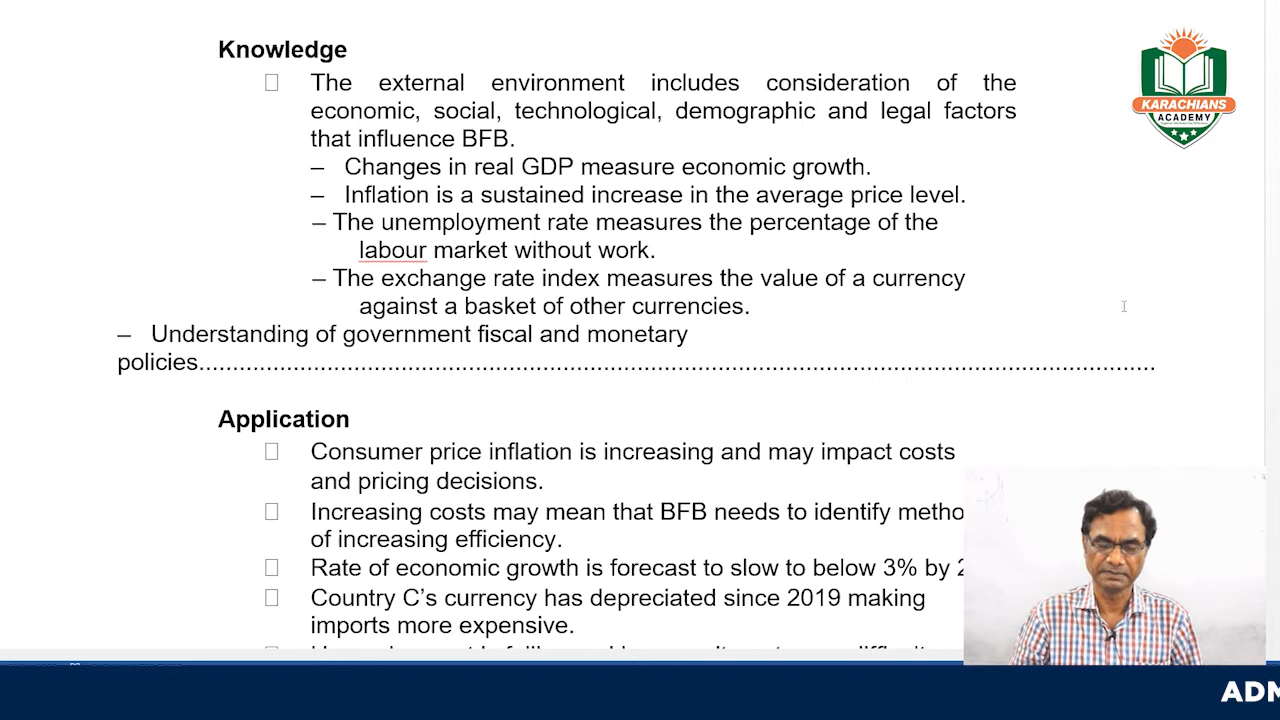 Knowledge
The external environment includes consideration of the
economic, social, technological, demographic and legal factors
that influence BFB.
– Changes in real GDP measure economic growth.
– Inflation is a sustained increase in the average price level.
– The unemployment rate measures the percentage of the
labour market without work.
– The exchange rate index measures the value of a currency
against a basket of other currencies.
– Understanding of government fiscal and monetary
policies................................................................................................................................................
Application
Consumer price inflation is increasing and may impact costs
and pricing decisions.
Increasing costs may mean that BFB needs to identify metho
of increasing efficiency.
Rate of economic growth is forecast to slow to below 3% by 2
Country C’s currency has depreciated since 2019 making
imports more expensive.
KARACHIANS
ACADEMY
ADM